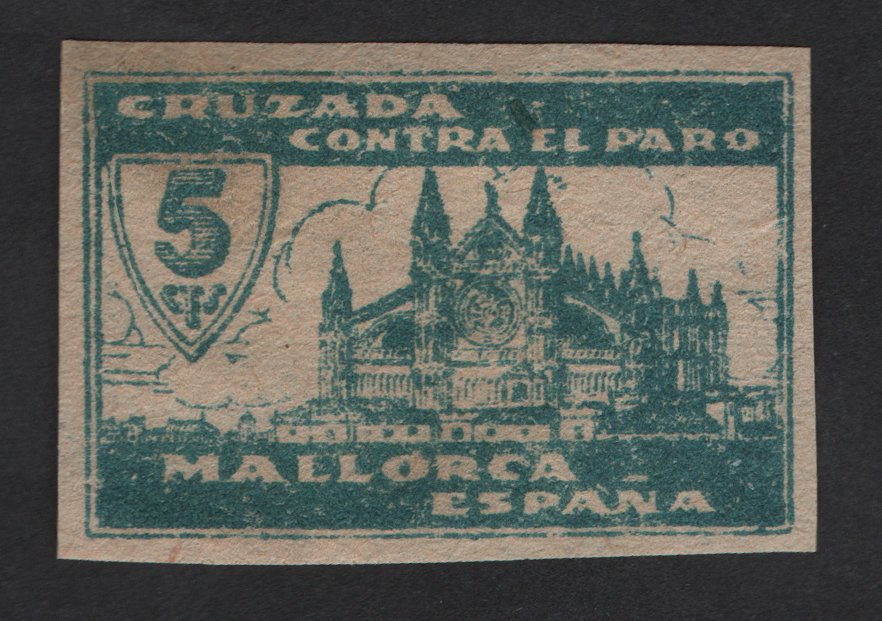 CRUZADA
CONTRA EL PARO
5
cts
MALLORCA
ESPAÑA